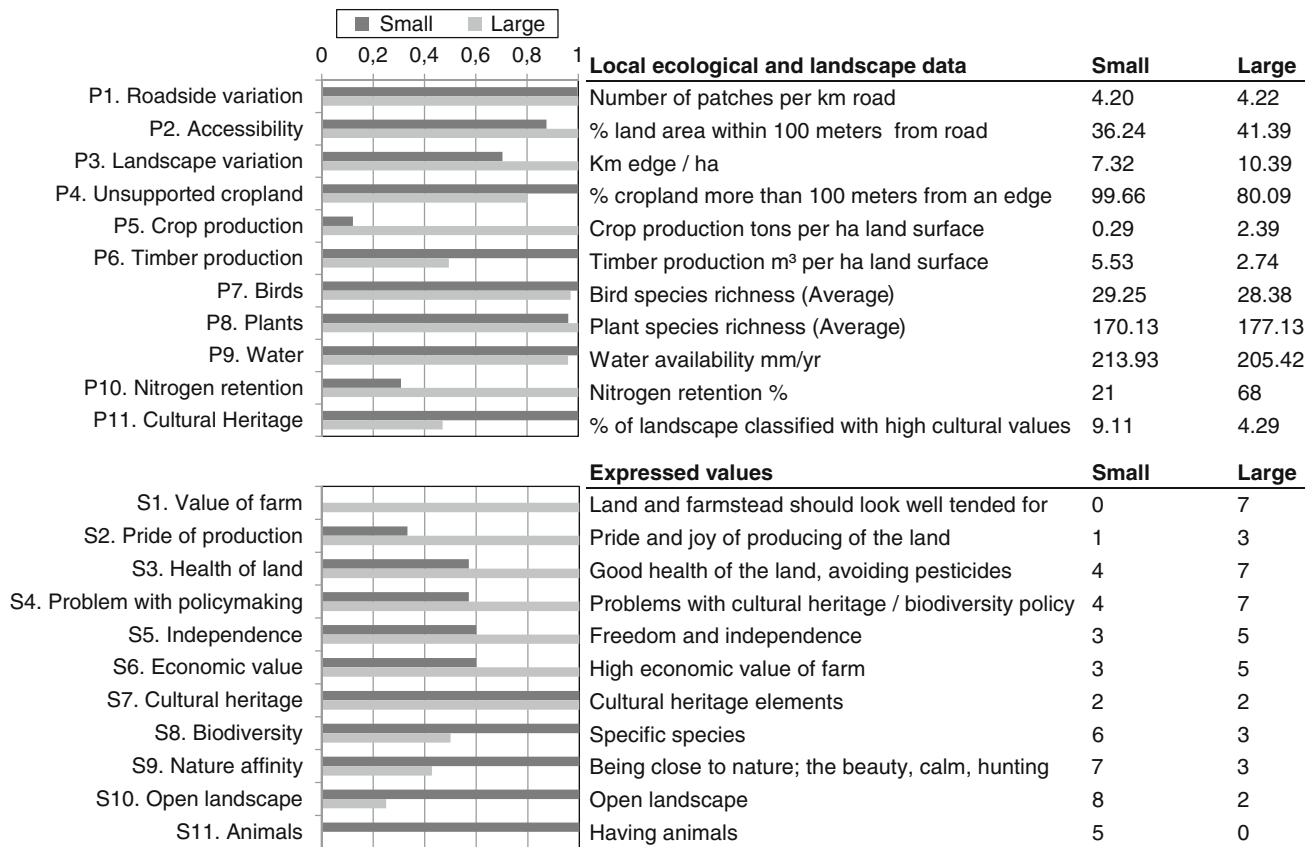 Small Large
0 0,2 0,4 0,6 0,8 1
Local ecological and landscape data Small Large
P1. Roadside variation Number of patches per km road 4.20 4.22
P2. Accessibility % land area within 100 meters from road 36.24 41.39
P3. Landscape variation Km edge / ha 7.32 10.39
P4. Unsupported cropland % cropland more than 100 meters from an edge 99.66 80.09
P5. Crop production Crop production tons per ha land surface 0.29 2.39
P6. Timber production Timber production m³ per ha land surface 5.53 2.74
P7. Birds Bird species richness (Average) 29.25 28.38
P8. Plants Plant species richness (Average) 170.13 177.13
P9. Water Water availability mm/yr 213.93 205.42
P10. Nitrogen retention Nitrogen retention % 21 68
P11. Cultural Heritage % of landscape classified with high cultural values 9.11 4.29
Expressed values Small Large
S1. Value of farm Land and farmstead should look well tended for 0 7
S2. Pride of production Pride and joy of producing of the land 1 3
S3. Health of land Good health of the land, avoiding pesticides 4 7
S4. Problem with policymaking Problems with cultural heritage / biodiversity policy 4 7
S5. Independence Freedom and independence 3 5
S6. Economic value High economic value of farm 3 5
S7. Cultural heritage Cultural heritage elements 2 2
S8. Biodiversity Specific species 6 3
S9. Nature affinity Being close to nature; the beauty, calm, hunting 7 3
S10. Open landscape Open landscape 8 2
S11. Animals Having animals 5 0